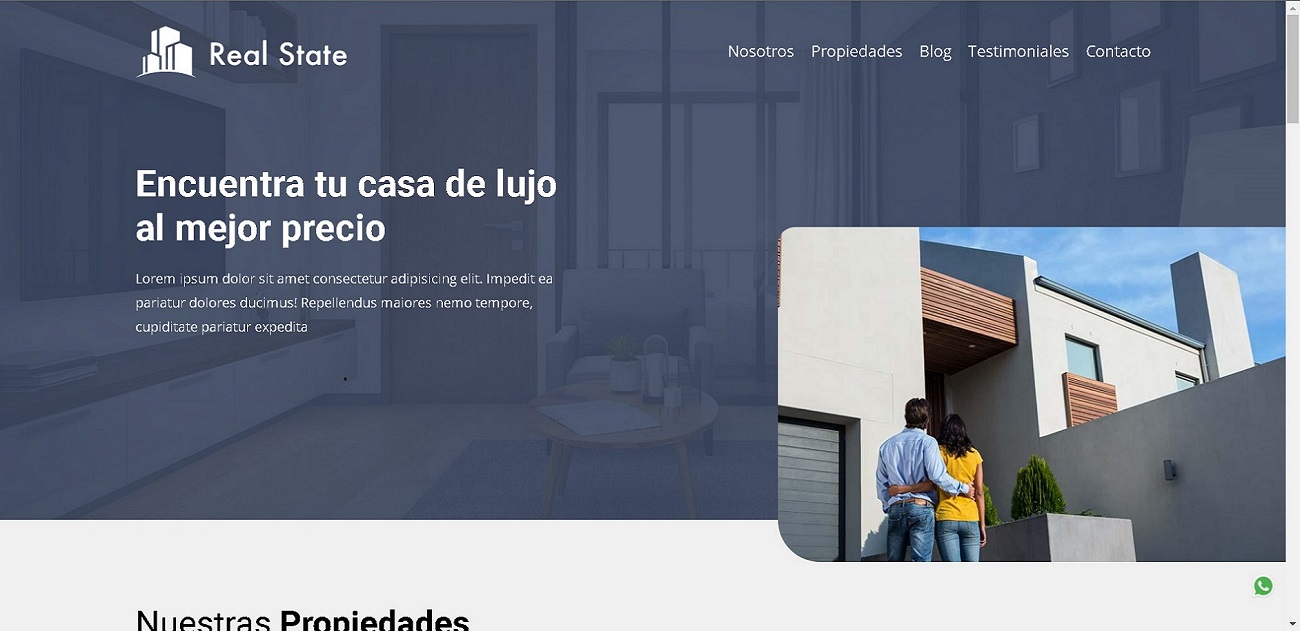 Real State
Nosotros Propiedades Blog Testimoniales Contacto
Encuentra tu casa de lujo
al mejor precio
Lorem ipsum dolor sit amet consectetur adipisicing elit. Impedit ea
pariatur dolores ducimus! Repellendus maiores nemo tempore,
cupiditate pariatur expedita
Nuestras Propiedades